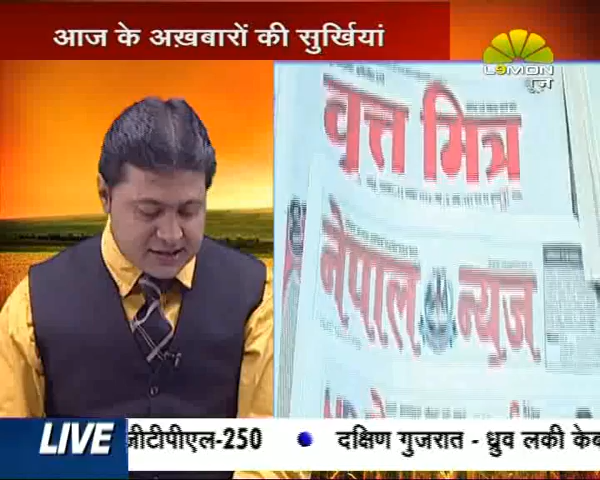 आज के अख़बारों की सुर्खियां
LEMON
न्यूज़
वृत्त मित्र
नेपाल न्यूज
LIVE
जीटीपीएल-250 ● दक्षिण गुजरात - ध्रुव लकी केब